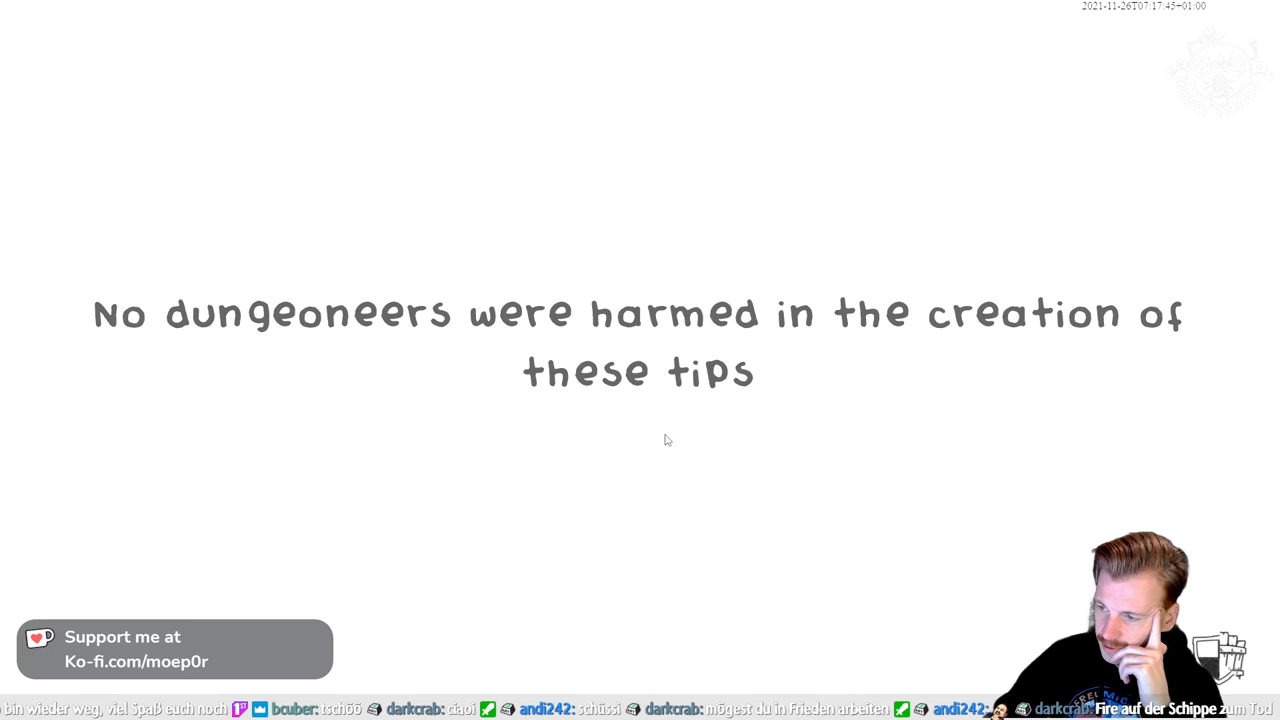 2021-11-26T07:17:45+01:00
No dungeoneers were harmed in the creation of
these tips
Support me at
Ko-fi.com/moep0r
bin wieder weg, viel Spaß euch noch 1ST bcuber: tschöö darkcrab: ciaoi andi242: schüssi darkcrab: mögest du in Frieden arbeiten andi242: darkcrab: Fire auf der Schippe zum Tod